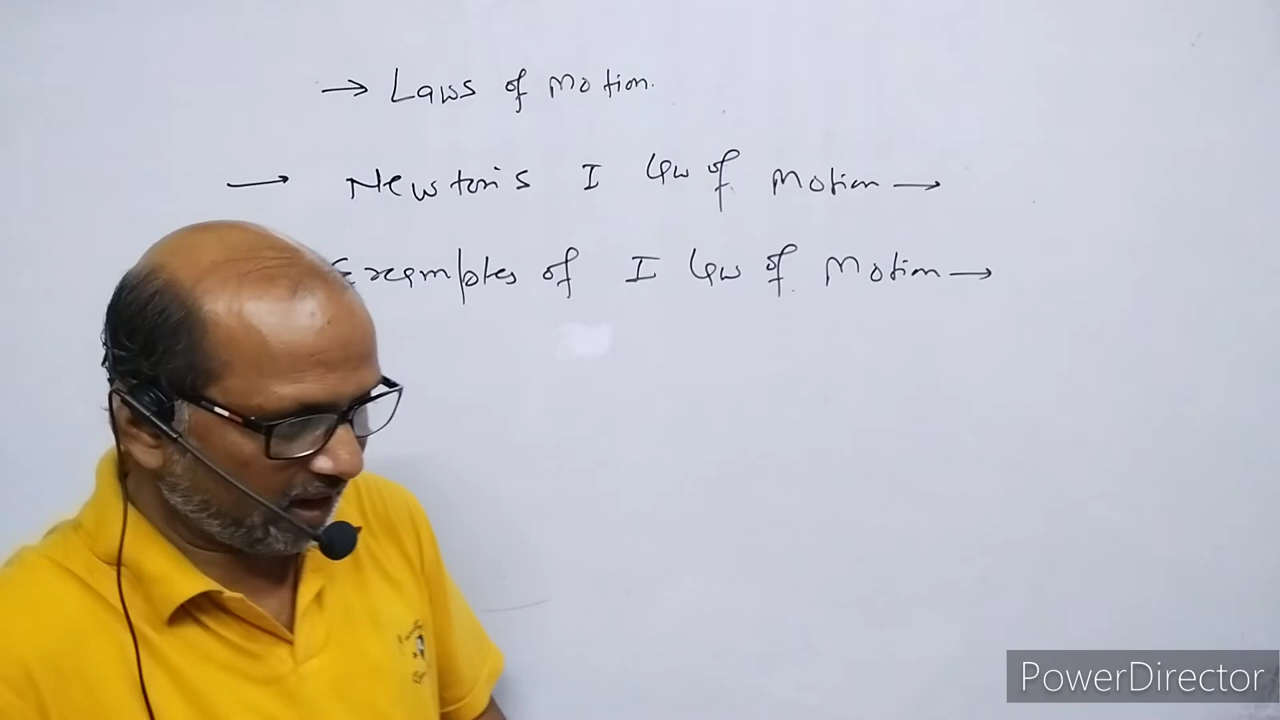 → Laws of Motion.
→ Newton's I Law of Motion →
Examples of I Law of Motion →
PowerDirector